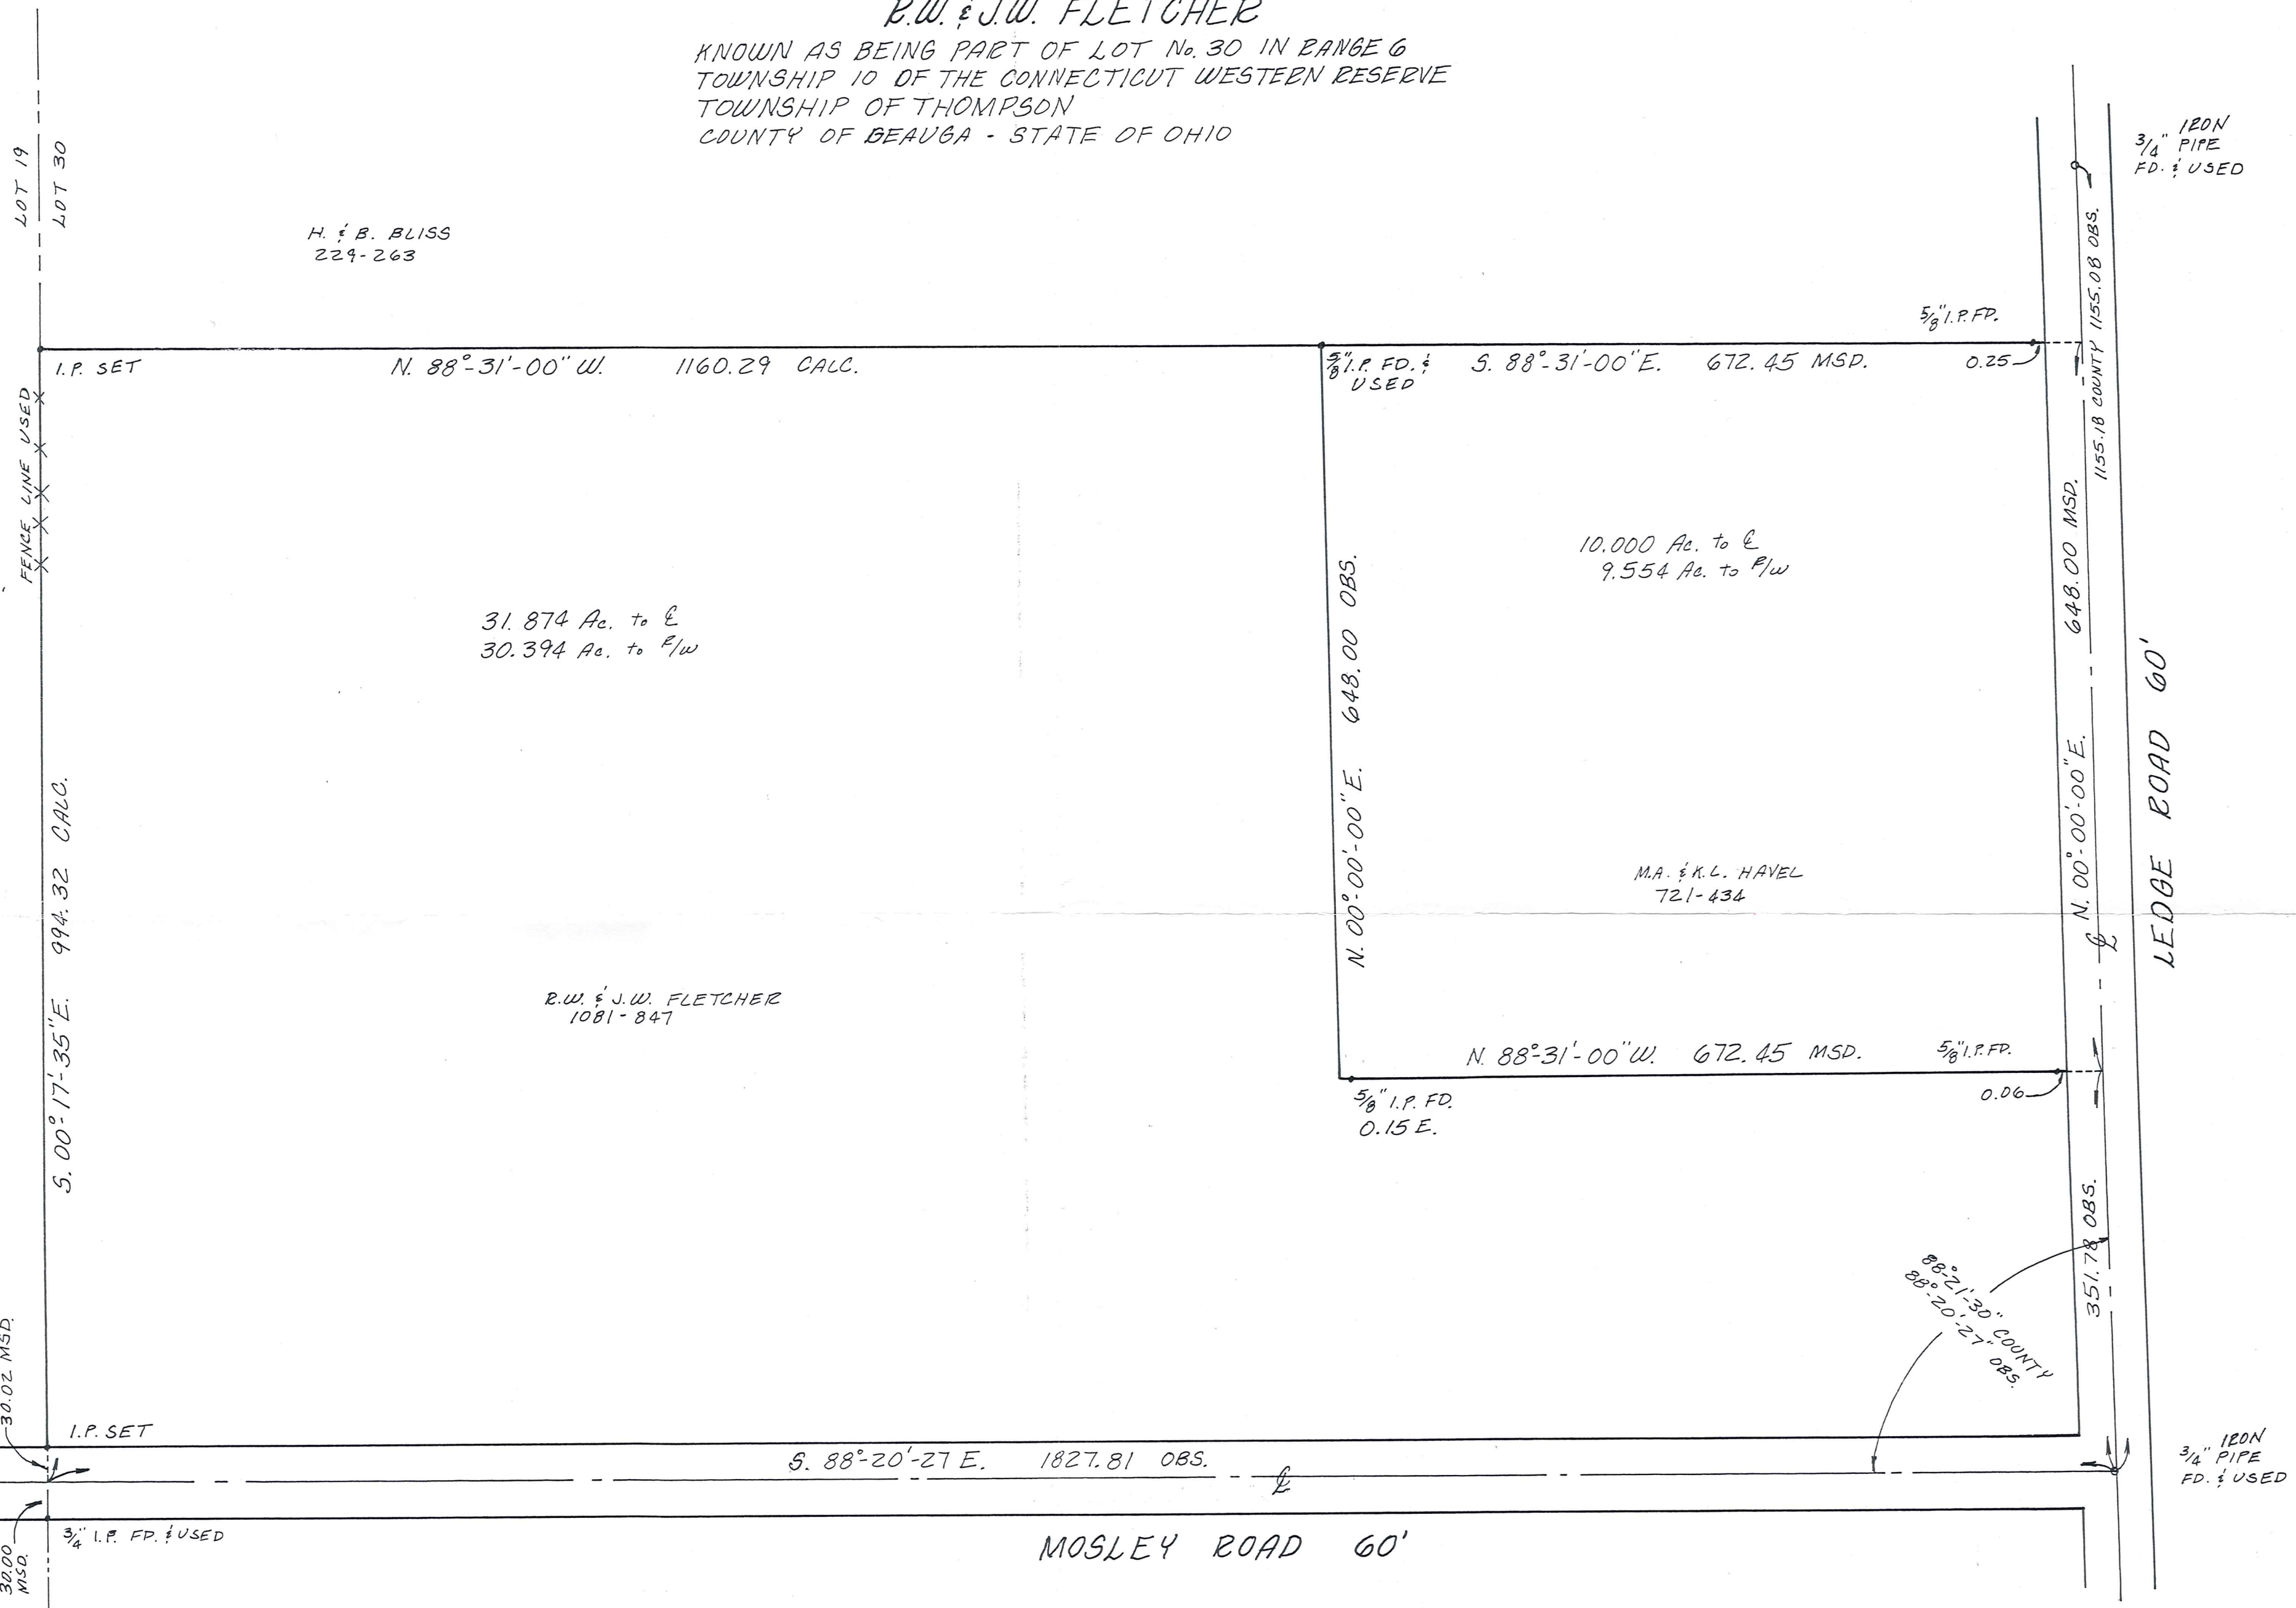 R.W. & J.W. FLETCHER
KNOWN AS BEING PART OF LOT No. 30 IN RANGE 6
TOWNSHIP 10 OF THE CONNECTICUT WESTERN RESERVE
TOWNSHIP OF THOMPSON
COUNTY OF GEAUGA - STATE OF OHIO
LOT 19
LOT 30
3/4" IRON
PIPE
FD. & USED
H. & B. BLISS
229-263
1155.18 COUNTY 1155.08 OBS.
5/8" I.P. FD.
0.25
I.P. SET
N. 88°-31'-00" W. 1160.29 CALC.
5/8" I.P. FD. &
USED
S. 88°-31'-00" E. 672.45 MSD.
FENCE LINE USED
31.874 Ac. to ℄
30.394 Ac. to R/W
10.000 Ac. to ℄
9.554 Ac. to R/W
N. 00°-00'-00" E. 648.00 OBS.
N. 00°-00'-00" E. 648.00 MSD.
℄
LEDGE ROAD 60'
M.A. & K.L. HAVEL
721-434
S. 00°-17'-35" E. 994.32 CALC.
R.W. & J.W. FLETCHER
1081-847
N. 88°-31'-00" W. 672.45 MSD.
5/8" I.P. FD.
0.06
5/8" I.P. FD.
0.15 E.
351.78 OBS.
88°-21'-30" COUNTY
88°-20'-27" OBS.
30.02 MSD.
I.P. SET
S. 88°-20'-27 E. 1827.81 OBS.
℄
3/4" IRON
PIPE
FD. & USED
30.00
MSD.
3/4" I.P. FD. & USED
MOSLEY ROAD 60'